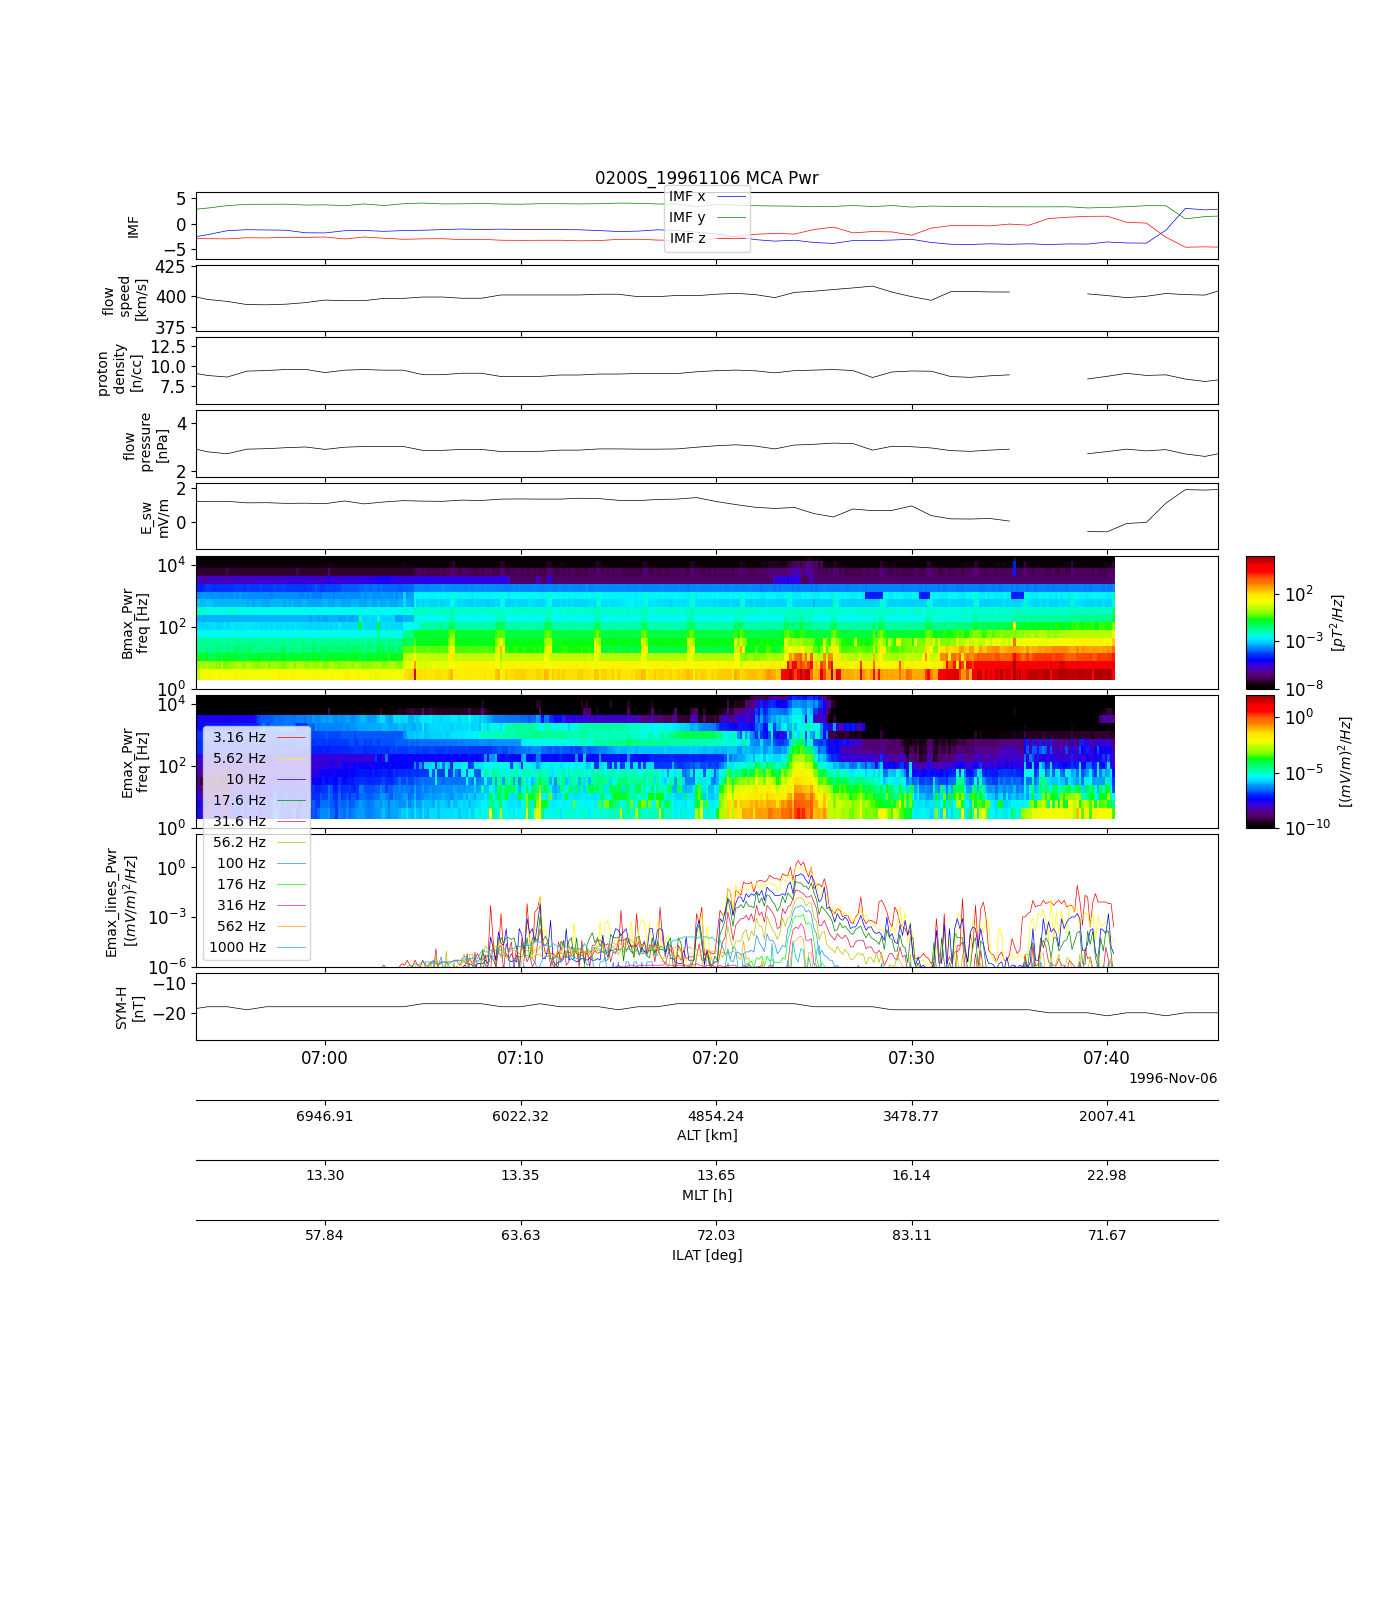 0200S_19961106 MCA Pwr
5
0
−5
IMF
IMF x
IMF y
IMF z
425
400
375
flow
speed
[km/s]
12.5
10.0
7.5
proton
density
[n/cc]
4
2
flow
pressure
[nPa]
2
0
E_sw
mV/m
10^4
10^2
10^0
Bmax_Pwr
freq [Hz]
10^2
10^−3
10^−8
[pT^2/Hz]
10^4
10^2
10^0
Emax_Pwr
freq [Hz]
10^0
10^−5
10^−10
[(mV/m)^2/Hz]
3.16 Hz
5.62 Hz
10 Hz
17.6 Hz
31.6 Hz
56.2 Hz
100 Hz
176 Hz
316 Hz
562 Hz
1000 Hz
10^0
10^−3
10^−6
Emax_lines_Pwr
[(mV/m)^2/Hz]
−10
−20
SYM-H
[nT]
07:00 07:10 07:20 07:30 07:40
1996-Nov-06
6946.91 6022.32 4854.24 3478.77 2007.41
ALT [km]
13.30 13.35 13.65 16.14 22.98
MLT [h]
57.84 63.63 72.03 83.11 71.67
ILAT [deg]